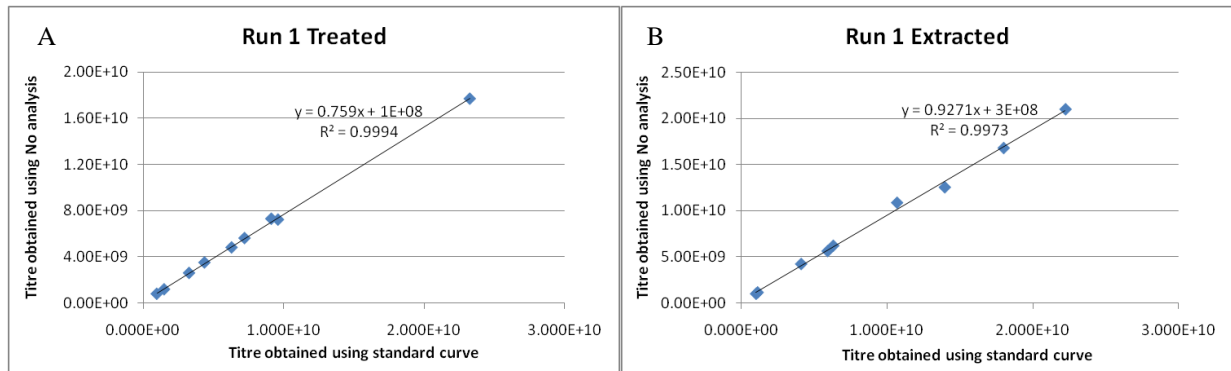 A
Run 1 Treated
Titre obtained using No analysis
2.00E+10
1.60E+10
1.20E+10
8.00E+09
4.00E+09
0.00E+00
y = 0.759x + 1E+08
R² = 0.9994
0.000E+00
1.000E+10
2.000E+10
3.000E+10
Titre obtained using standard curve
B
Run 1 Extracted
Titre obtained using No analysis
2.50E+10
2.00E+10
1.50E+10
1.00E+10
5.00E+09
0.00E+00
y = 0.9271x + 3E+08
R² = 0.9973
0.000E+00
1.000E+10
2.000E+10
3.000E+10
Titre obtained using standard curve